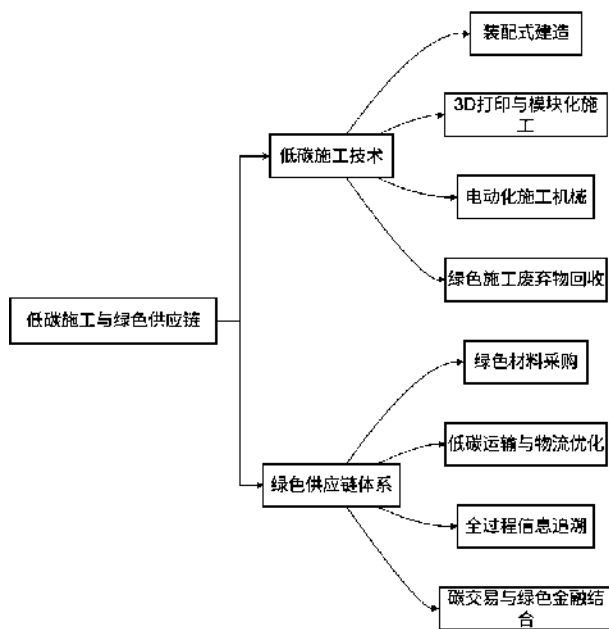 装配式建造
3D打印与模块化施
工
低碳施工技术
电动化施工机械
绿色施工废弃物回收
低碳施工与绿色供应链
绿色材料采购
低碳运输与物流优化
绿色供应链体系
全过程信息追溯
碳交易与绿色金融结
合